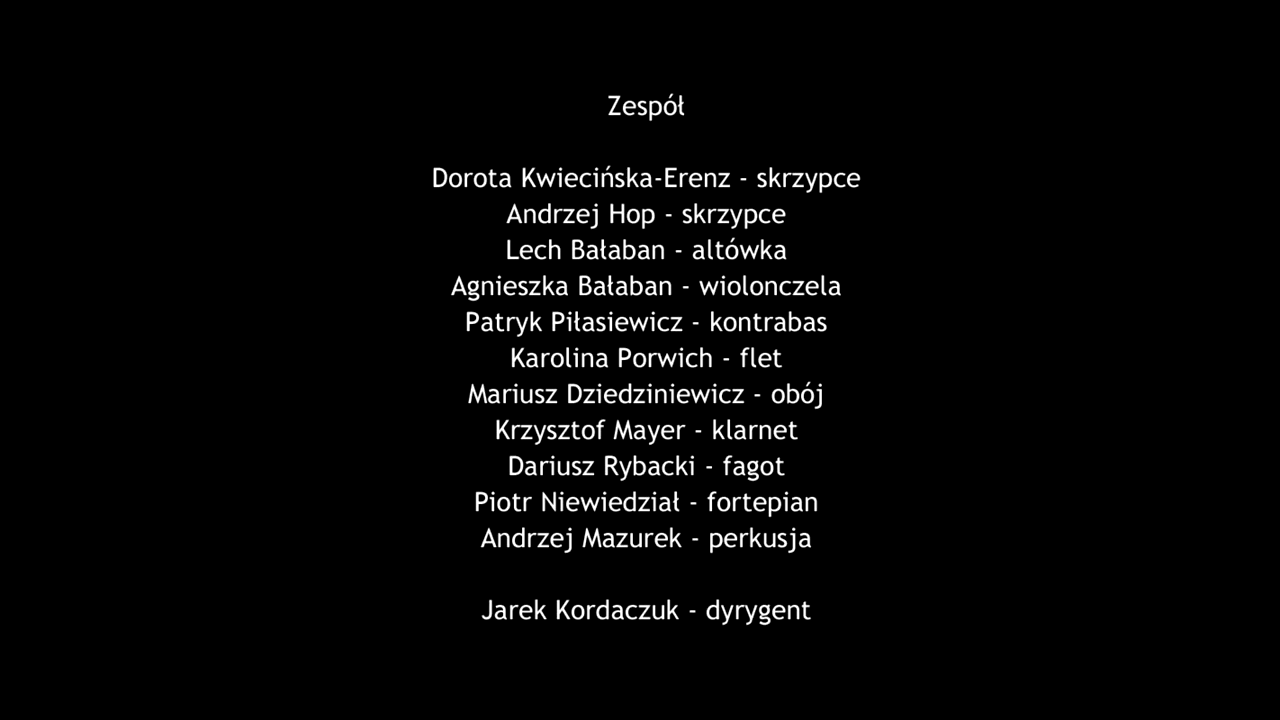 Zespół
Dorota Kwiecińska-Erenz - skrzypce
Andrzej Hop - skrzypce
Lech Bałaban - altówka
Agnieszka Bałaban - wiolonczela
Patryk Piłasiewicz - kontrabas
Karolina Porwich - flet
Mariusz Dziedziniewicz - obój
Krzysztof Mayer - klarnet
Dariusz Rybacki - fagot
Piotr Niewiedział - fortepian
Andrzej Mazurek - perkusja
Jarek Kordaczuk - dyrygent